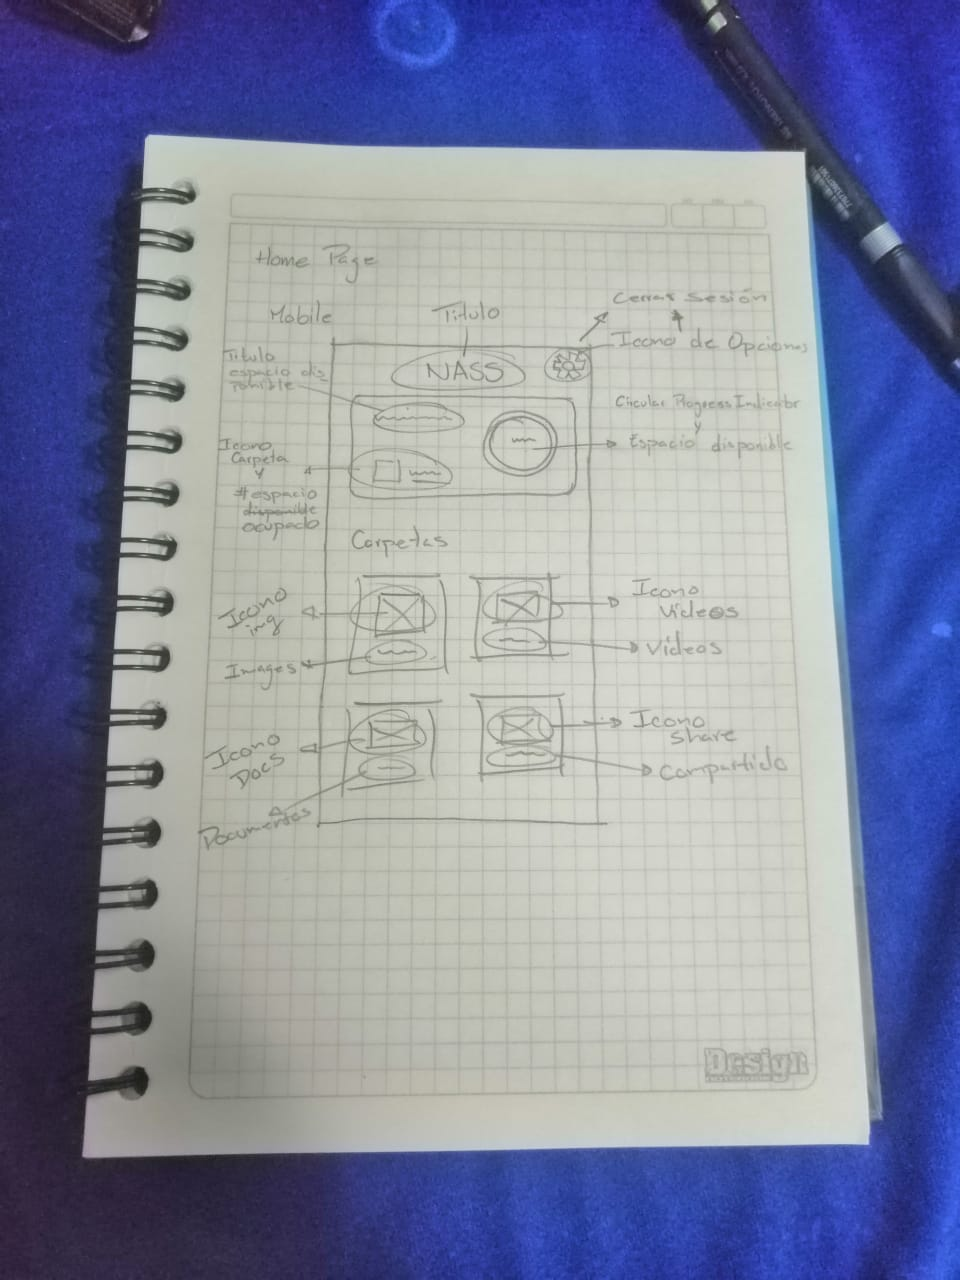 Home Page
Mobile
Titulo
Cerrar Sesión
Icono de Opciones
Titulo
espacio dis
ponible
NASS
Circular Progress Indicator
y
Espacio disponible
Icono
Carpeta
y
#espacio
disponible
ocupado
Carpetas
Icono
img
Icono
Videos
Images
Videos
Icono
DOCS
Icono
share
Compartido
Documentos
Design